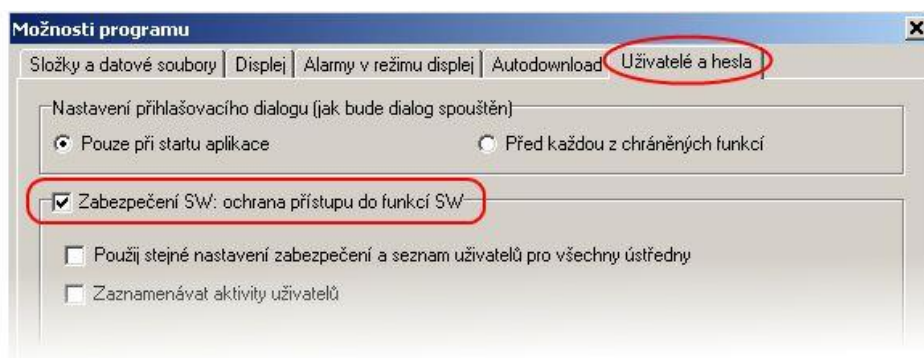 Možnosti programu
Složky a datové soubory Displej Alarmy v režimu displej Autodownload Uživatelé a hesla
Nastavení přihlašovacího dialogu (jak bude dialog spouštěn)
Pouze při startu aplikace Před každou z chráněných funkcí
Zabezpečení SW: ochrana přístupu do funkcí SW
Použij stejné nastavení zabezpečení a seznam uživatelů pro všechny ústředny
Zaznamenávat aktivity uživatelů